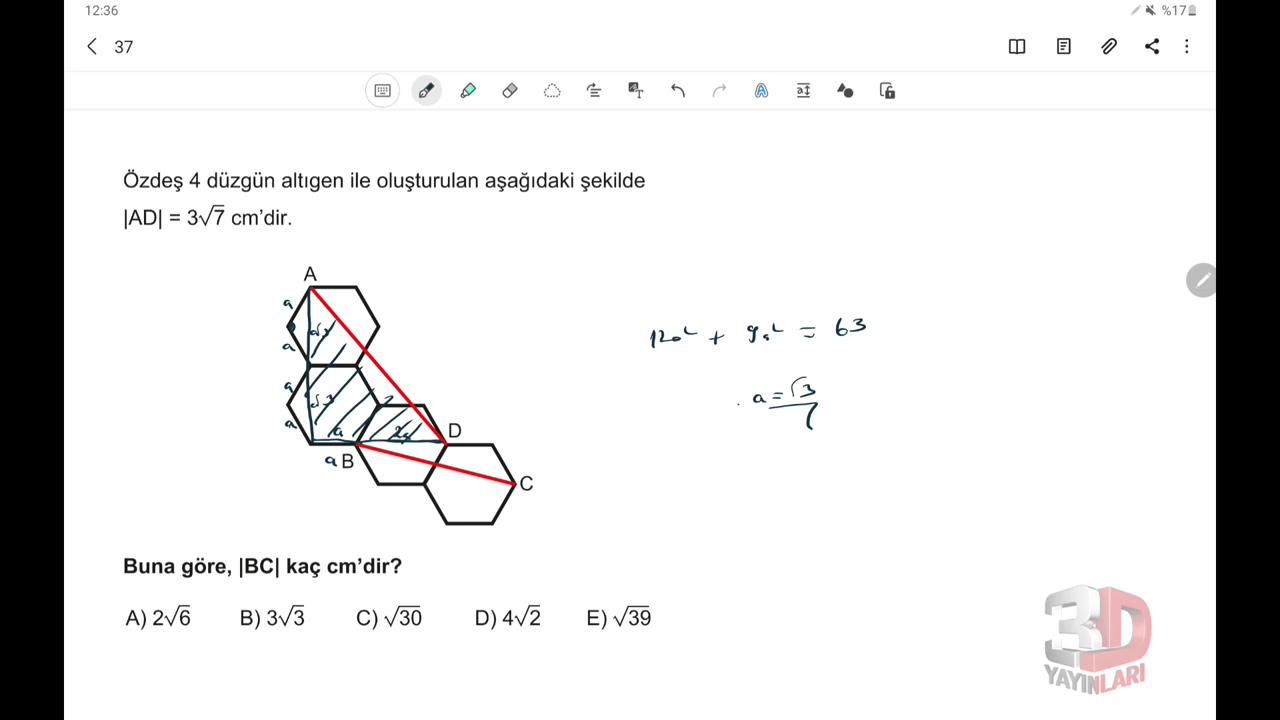 12:36
%17
37
Özdeş 4 düzgün altıgen ile oluşturulan aşağıdaki şekilde
|AD| = 3√7 cm'dir.
A
a
a
a
a
a
2a
D
a B
C
12a² + 9a² = 63
a = √3
Buna göre, |BC| kaç cm'dir?
A) 2√6 B) 3√3 C) √30 D) 4√2 E) √39
3D
YAYINLARI